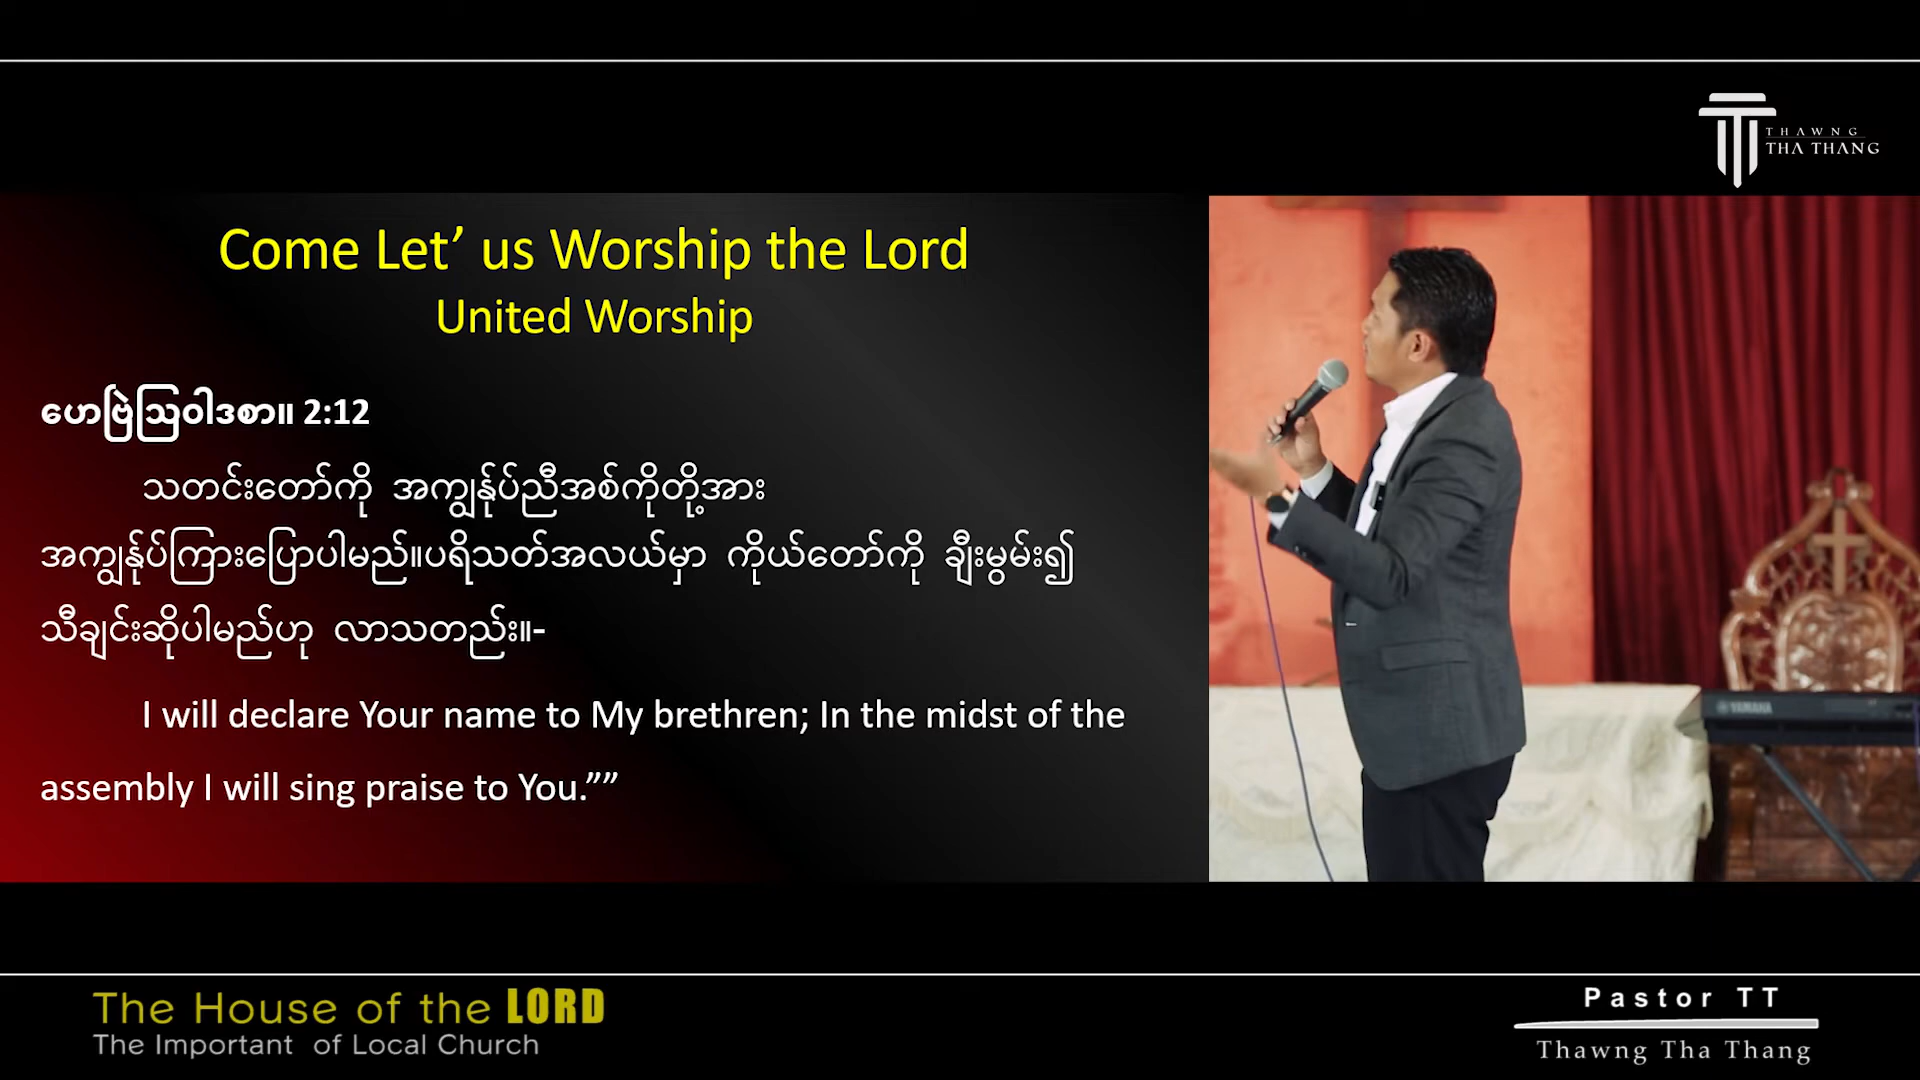 THAWNG
THA THANG
Come Let’ us Worship the Lord
United Worship
ဟေဗြဲဩဝါဒစာ။ 2:12
သတင်းတော်ကို အကျွန်ုပ်ညီအစ်ကိုတို့အား
အကျွန်ုပ်ကြားပြောပါမည်။ပရိသတ်အလယ်မှာ ကိုယ်တော်ကို ချီးမွမ်း၍
သီချင်းဆိုပါမည်ဟု လာသတည်း။-
I will declare Your name to My brethren; In the midst of the
assembly I will sing praise to You.””
YAMAHA
The House of the LORD
The Important of Local Church
Pastor TT
Thawng Tha Thang